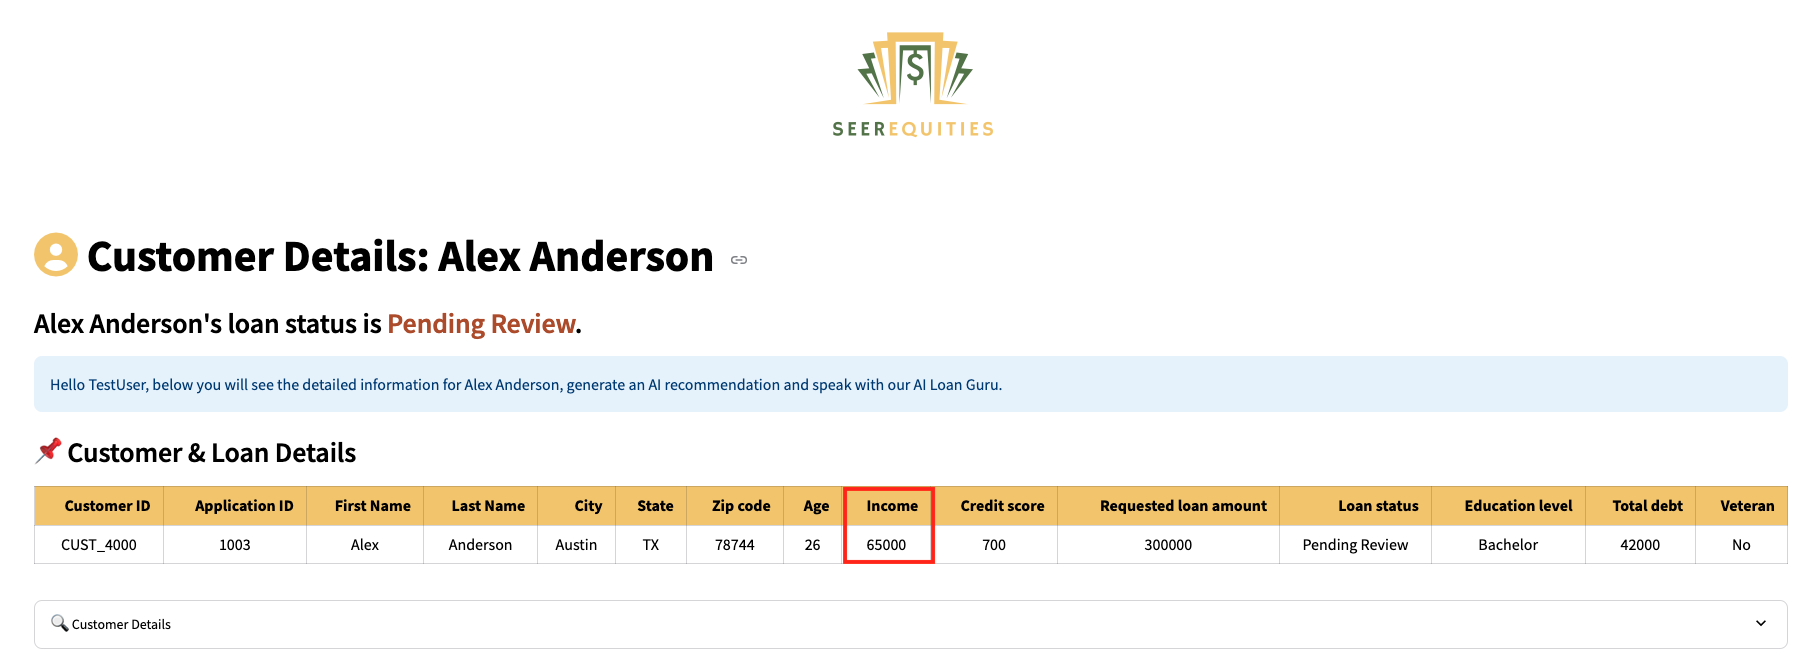 SEEREQUITIES
Customer Details: Alex Anderson
Alex Anderson's loan status is Pending Review.
Hello TestUser, below you will see the detailed information for Alex Anderson, generate an AI recommendation and speak with our AI Loan Guru.
Customer & Loan Details
Customer ID Application ID First Name Last Name City State Zip code Age Income Credit score Requested loan amount Loan status Education level Total debt Veteran
CUST_4000 1003 Alex Anderson Austin TX 78744 26 65000 700 300000 Pending Review Bachelor 42000 No
Customer Details